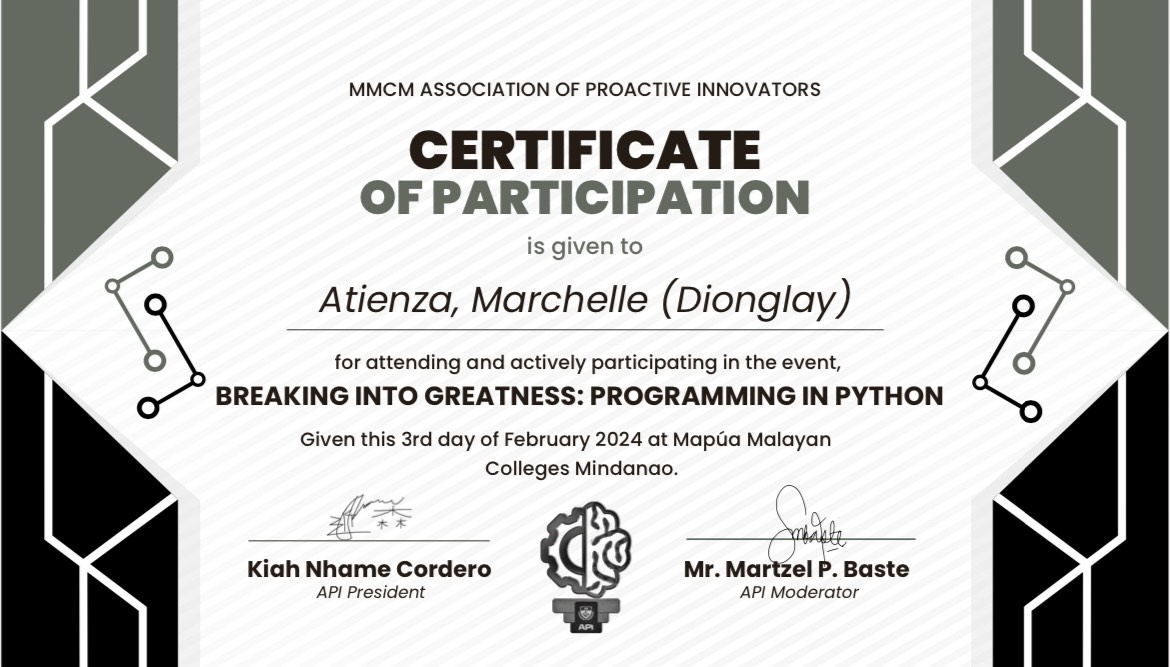 MMCM ASSOCIATION OF PROACTIVE INNOVATORS
CERTIFICATE
OF PARTICIPATION
is given to
Atienza, Marchelle (Dionglay)
for attending and actively participating in the event,
BREAKING INTO GREATNESS: PROGRAMMING IN PYTHON
Given this 3rd day of February 2024 at Mapúa Malayan
Colleges Mindanao.
Kiah Nhame Cordero
API President
API
Mr. Martzel P. Baste
API Moderator